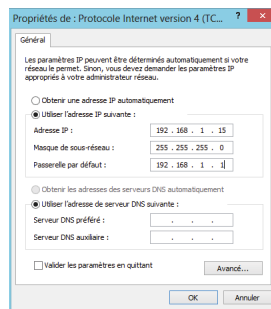 Propriétés de : Protocole Internet version 4 (TC... ? ×
Général
Les paramètres IP peuvent être déterminés automatiquement si votre
réseau le permet. Sinon, vous devez demander les paramètres IP
appropriés à votre administrateur réseau.
Obtenir une adresse IP automatiquement
Utiliser l'adresse IP suivante :
Adresse IP : 192 . 168 . 1 . 15
Masque de sous-réseau : 255 . 255 . 255 . 0
Passerelle par défaut : 192 . 168 . 1 . 1
Obtenir les adresses des serveurs DNS automatiquement
Utiliser l'adresse de serveur DNS suivante :
Serveur DNS préféré : . . .
Serveur DNS auxiliaire : . . .
Valider les paramètres en quittant
Avancé...
OK Annuler